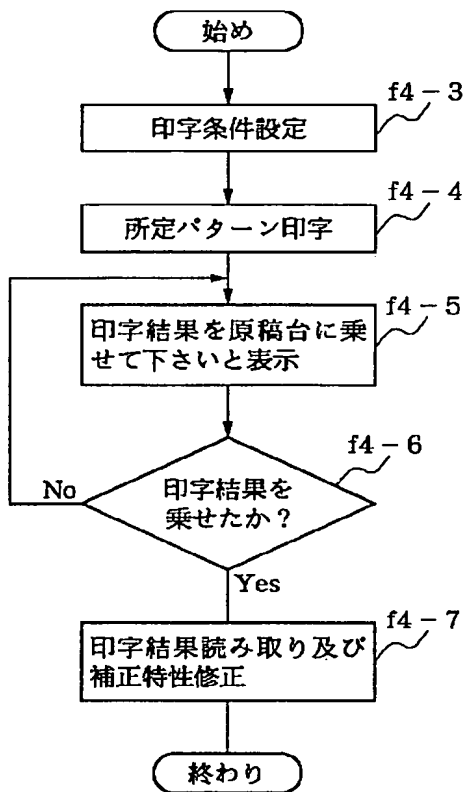 始め
f4-3
印字条件設定
f4-4
所定パターン印字
f4-5
印字結果を原稿台に乗
せて下さいと表示
f4-6
印字結果を
乗せたか？
No
Yes
f4-7
印字結果読み取り及び
補正特性修正
終わり